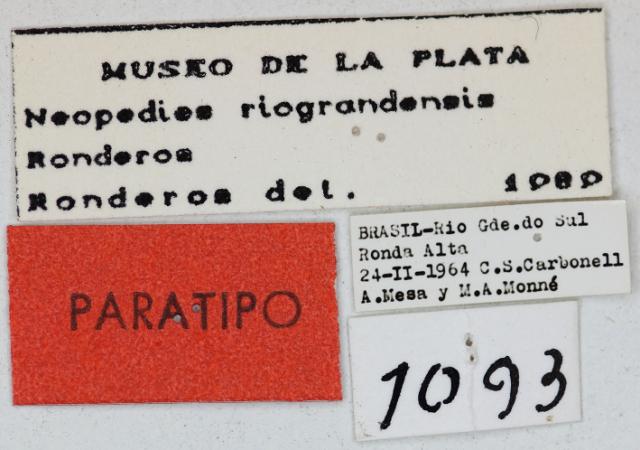 MUSEO DE LA PLATA
Neopedies riograndensis
Ronderos
Ronderos det. 1989
PARATIPO
BRASIL-Rio Gde.do Sul
Ronda Alta
24-II-1964 C.S.Carbonell
A.Mesa y M.A.Monné
1093